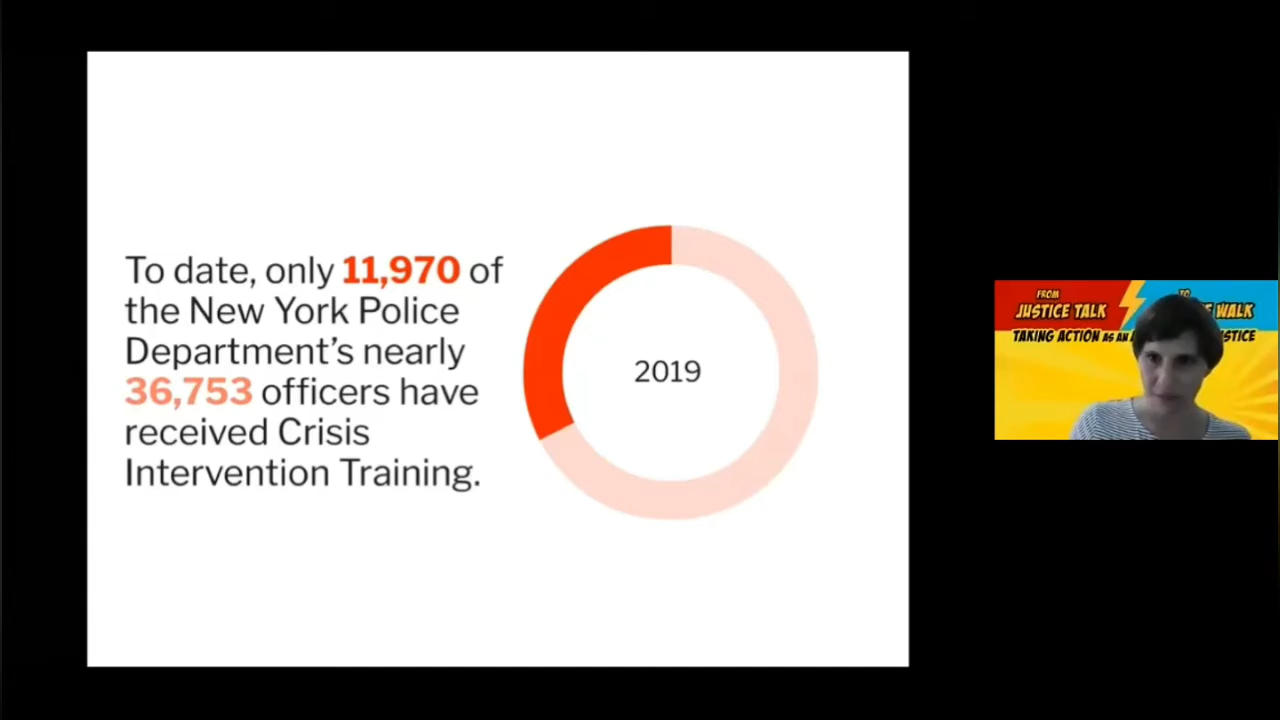 To date, only 11,970 of
the New York Police
Department’s nearly
36,753 officers have
received Crisis
Intervention Training.
2019
FROM
JUSTICE TALK
TO
WALK
TAKING ACTION AS AN